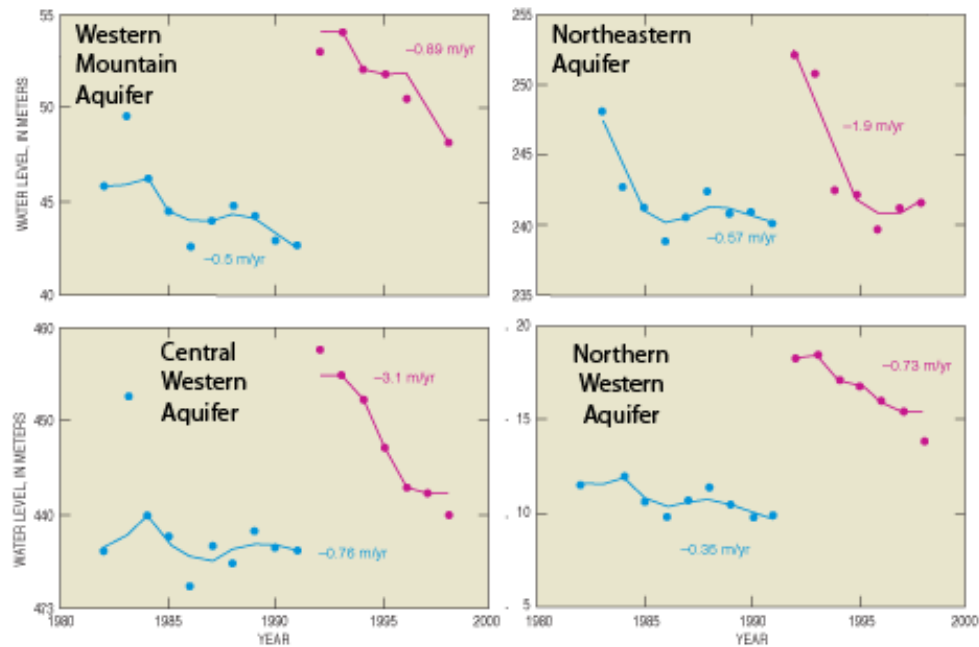 55
50
45
40
WATER LEVEL, IN METERS
Western
Mountain
Aquifer
–0.89 m/yr
–0.5 m/yr
255
250
245
240
235
Northeastern
Aquifer
–1.9 m/yr
–0.57 m/yr
460
450
440
473
WATER LEVEL, IN METERS
Central
Western
Aquifer
–3.1 m/yr
–0.76 m/yr
1980
1985
1990
1995
2000
YEAR
20
15
10
5
Northern
Western
Aquifer
–0.73 m/yr
–0.35 m/yr
1980
1985
1990
1995
2000
YEAR